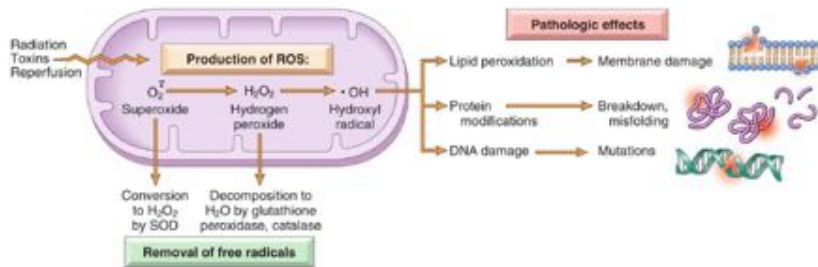 Pathologic effects
Radiation
Toxins
Reperfusion
Production of ROS:
O₂⁻ → H₂O₂ → • OH
Superoxide
Hydrogen
peroxide
Hydroxyl
radical
Lipid peroxidation → Membrane damage
Protein
modifications → Breakdown,
misfolding
DNA damage → Mutations
Conversion
to H₂O₂
by SOD
Decomposition to
H₂O by glutathione
peroxidase, catalase
Removal of free radicals